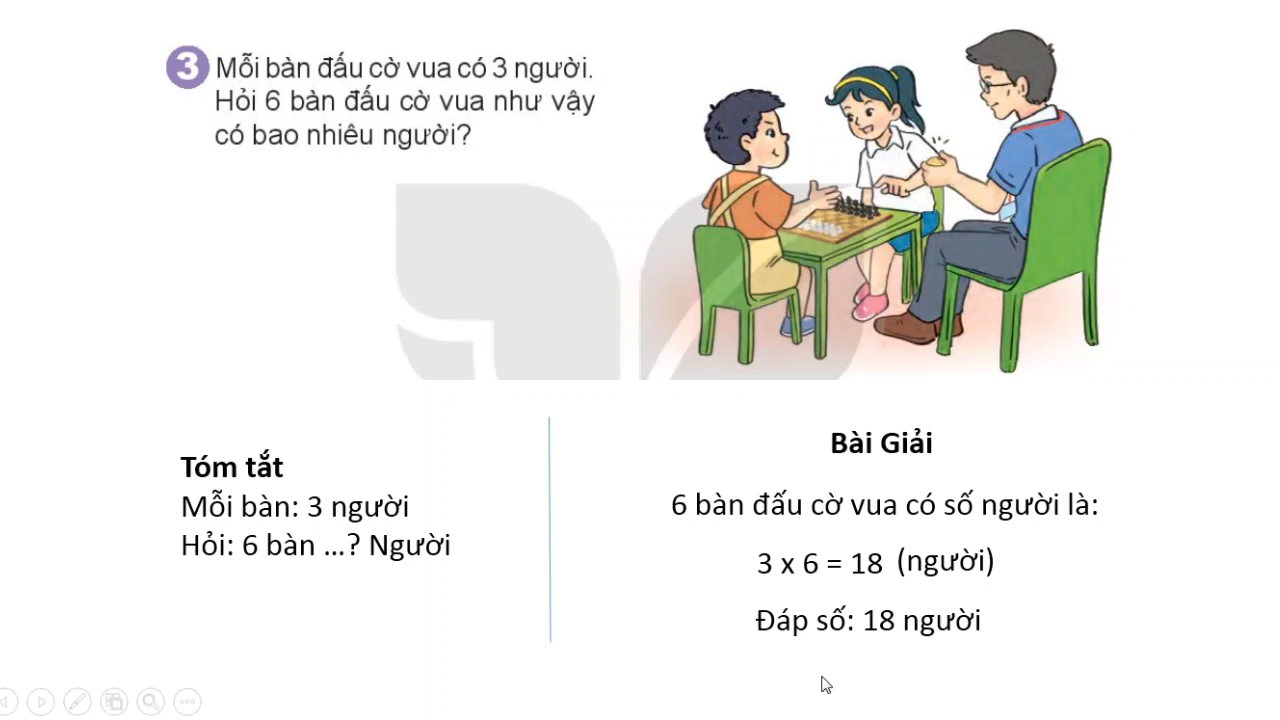 3 Mỗi bàn đấu cờ vua có 3 người.
Hỏi 6 bàn đấu cờ vua như vậy
có bao nhiêu người?
Tóm tắt
Mỗi bàn: 3 người
Hỏi: 6 bàn ...? Người
Bài Giải
6 bàn đấu cờ vua có số người là:
3 x 6 = 18 (người)
Đáp số: 18 người